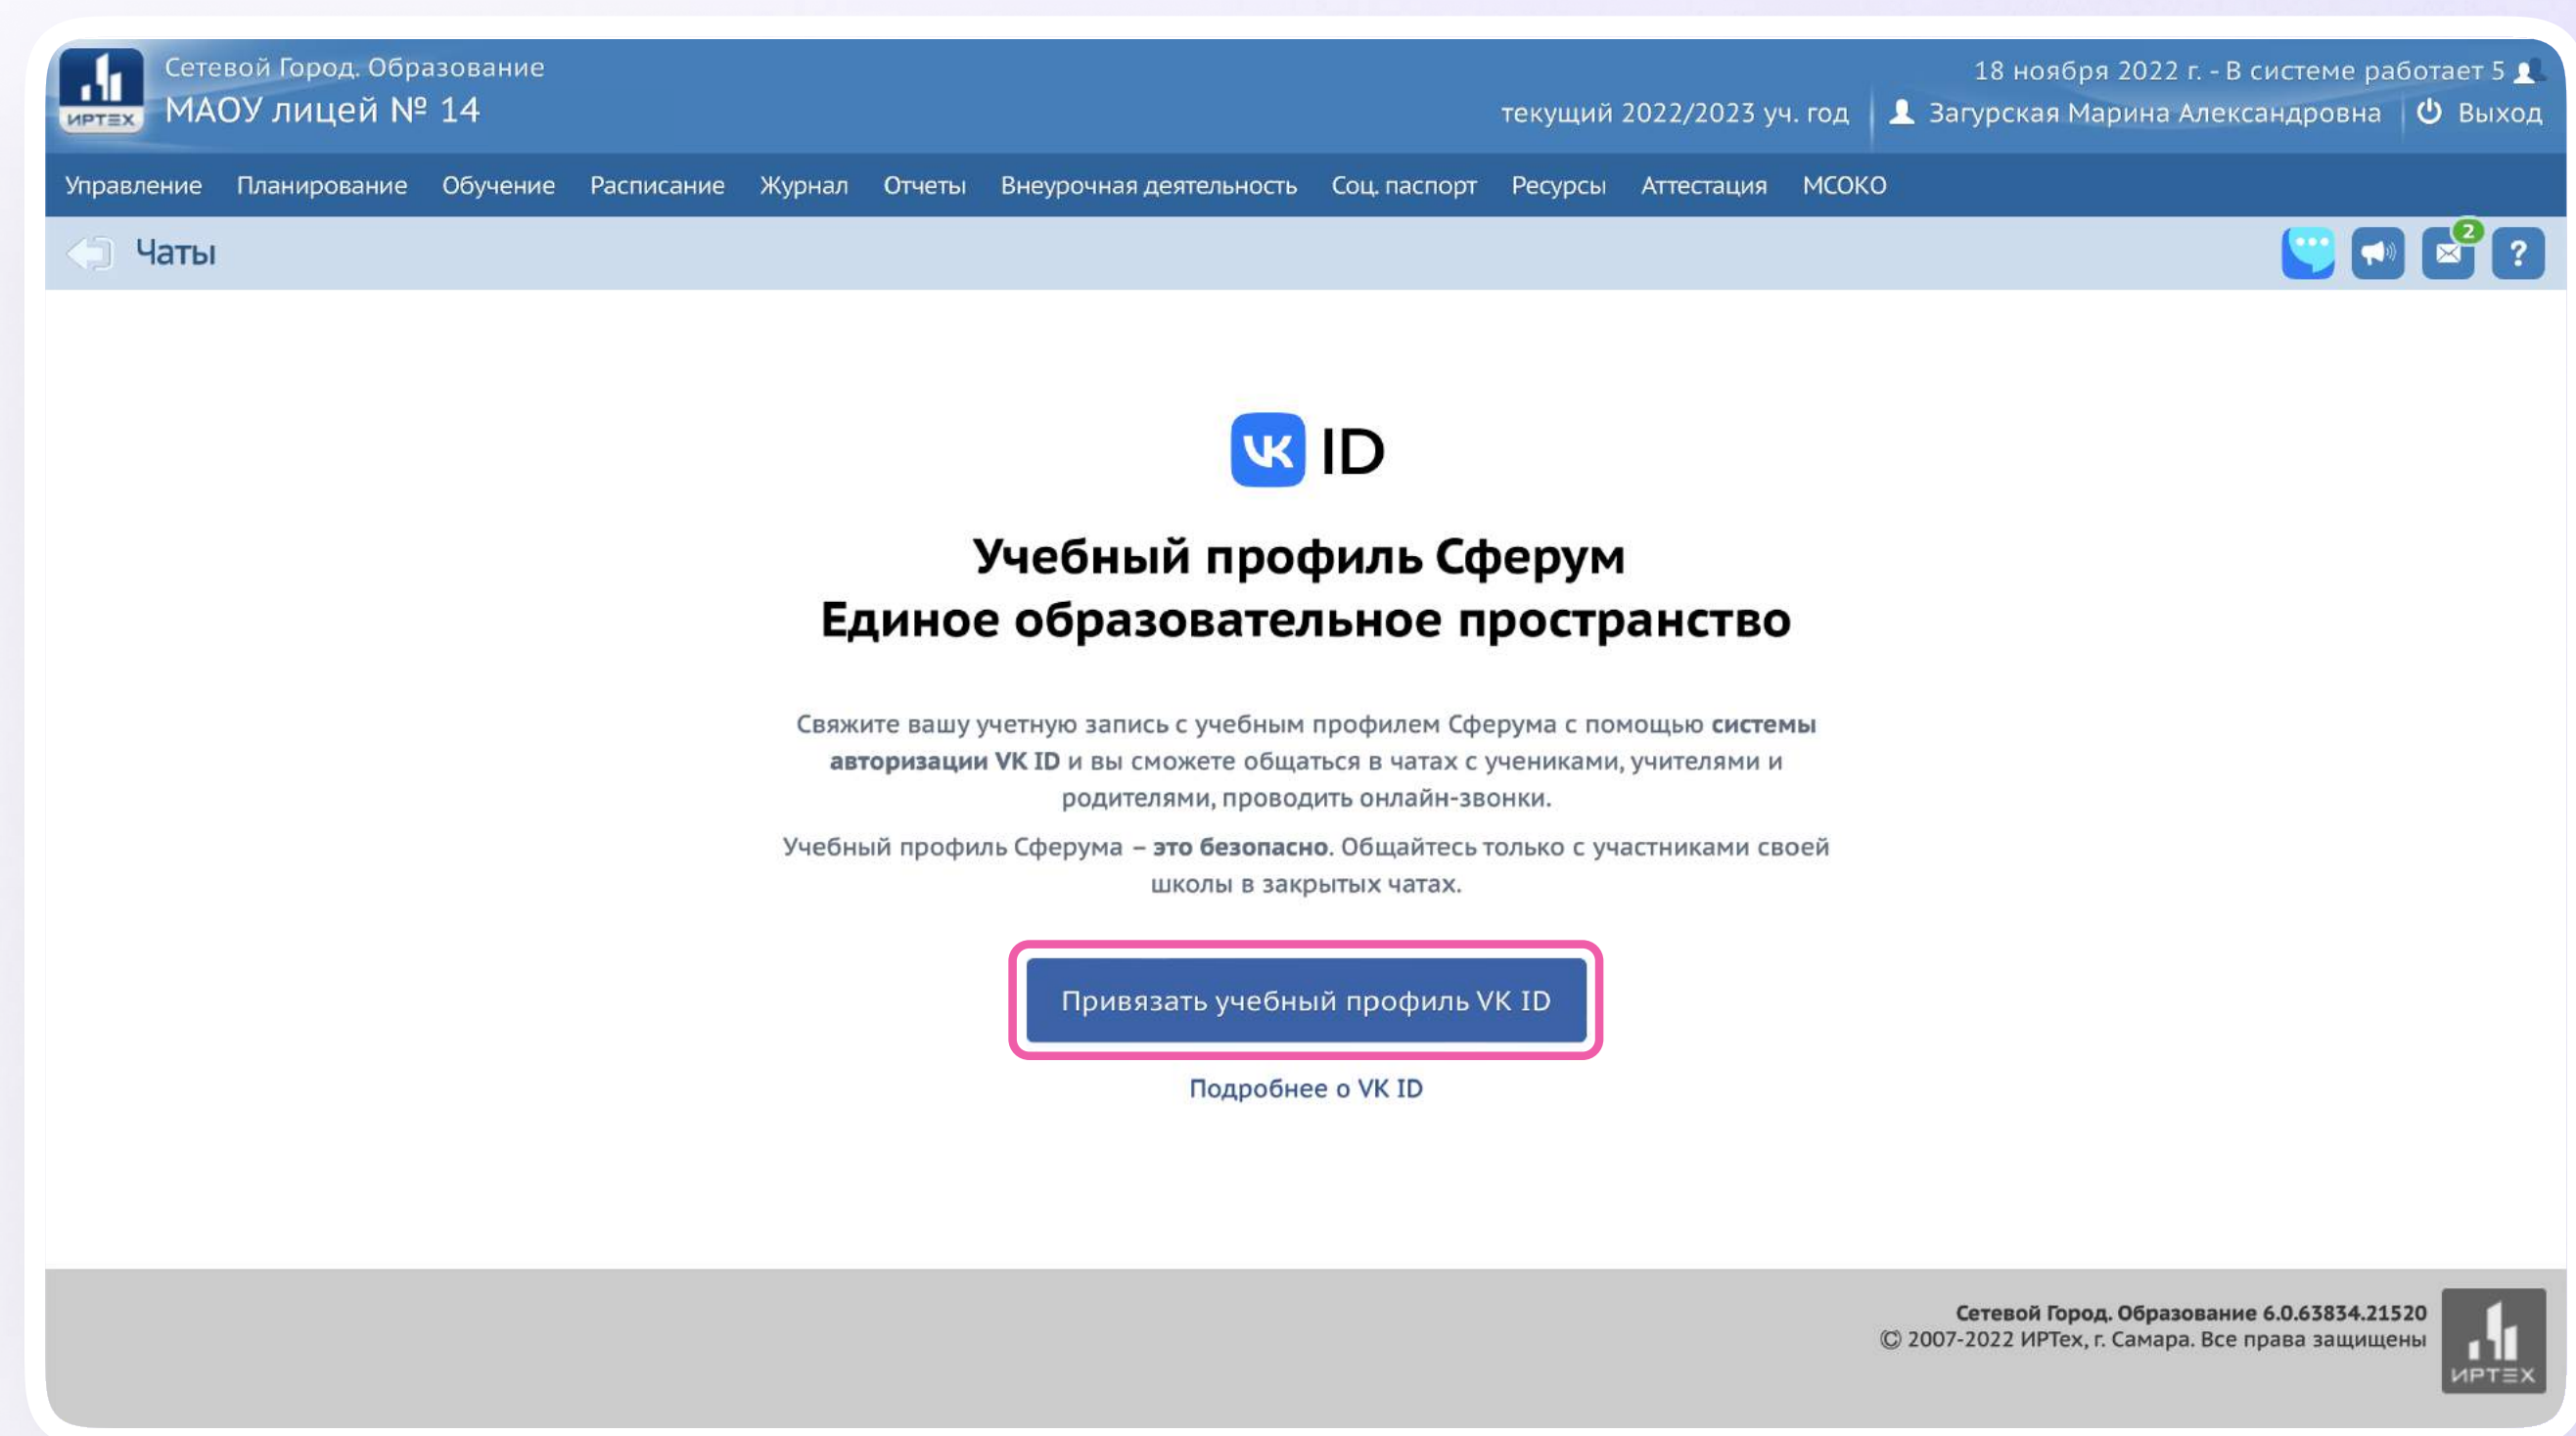 Сетевой Город. Образование
МАОУ лицей № 14
ИРТЕХ
18 ноября 2022 г. - В системе работает 5
текущий 2022/2023 уч. год
Загурская Марина Александровна
Выход
Управление Планирование Обучение Расписание Журнал Отчеты Внеурочная деятельность Соц. паспорт Ресурсы Аттестация МСОКО
Чаты
2
?
VK ID
Учебный профиль Сферум
Единое образовательное пространство
Свяжите вашу учетную запись с учебным профилем Сферума с помощью системы
авторизации VK ID и вы сможете общаться в чатах с учениками, учителями и
родителями, проводить онлайн-звонки.
Учебный профиль Сферума – это безопасно. Общайтесь только с участниками своей
школы в закрытых чатах.
Привязать учебный профиль VK ID
Подробнее о VK ID
Сетевой Город. Образование 6.0.63834.21520
© 2007-2022 ИРТех, г. Самара. Все права защищены
ИРТЕХ